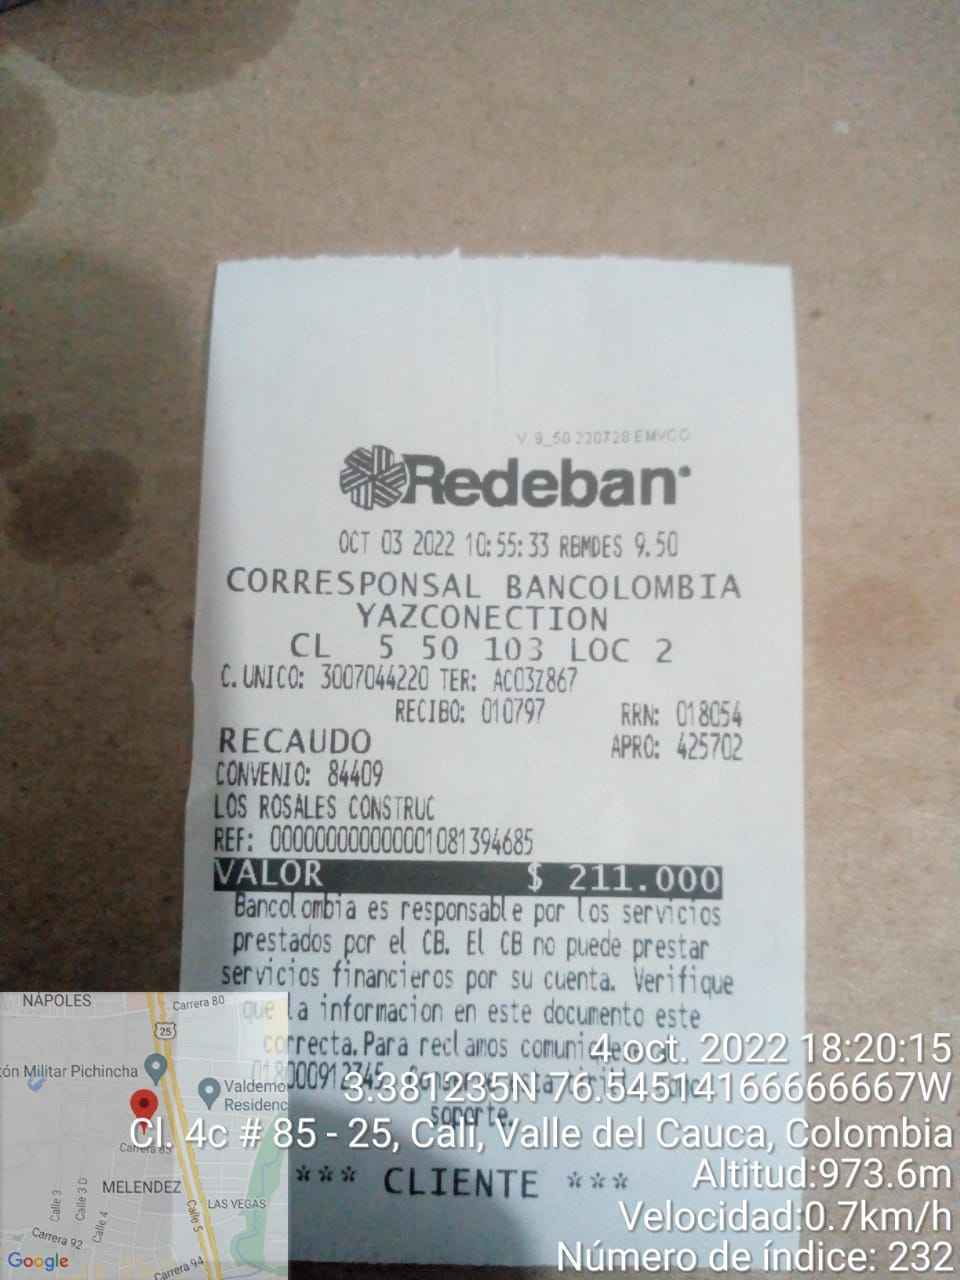 V 9_50 220728 EMVCO
Redeban
OCT 03 2022 10:55:33 RBMDES 9.50
CORRESPONSAL BANCOLOMBIA
YAZCONECTION
CL 5 50 103 LOC 2
C. UNICO: 3007044220 TER: AC03Z867
RECIBO: 010797 RRN: 018054
RECAUDO APRO: 425702
CONVENIO: 84409
LOS ROSALES CONSTRUC
REF: 00000000000001081394685
VALOR $ 211.000
Bancolombia es responsable por los servicios
prestados por el CB. El CB no puede prestar
servicios financieros por su cuenta. Verifique
que la informacion en este documento este
correcta. Para reclamos
018000912345.
soporte.
*** CLIENTE ***
4 oct. 2022 18:20:15
3.381235N 76.54514166666667W
Cl. 4c # 85 - 25, Cali, Valle del Cauca, Colombia
Altitud:973.6m
Velocidad:0.7km/h
Número de índice: 232
NÁPOLES
Carrera 80
25
tón Militar Pichincha
Valdemo
Residenc
Carrera 83
MELENDEZ
LAS VEGAS
Calle 3
Calle 3 D
Calle 4
Calle 5
Carrera 92
Carrera 94
Google